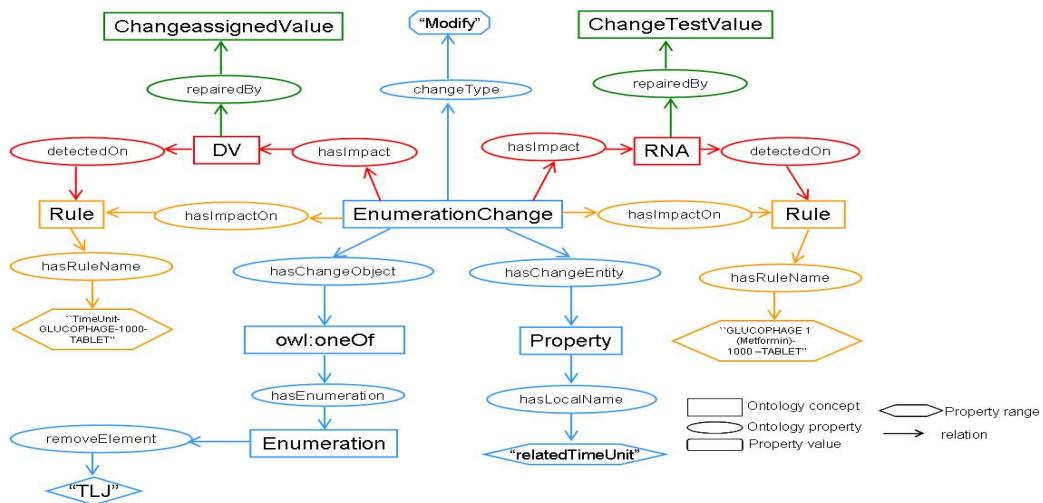 ChangeassignedValue
“Modify”
ChangeTestValue
repairedBy
changeType
repairedBy
detectedOn
DV
hasImpact
hasImpact
RNA
detectedOn
Rule
hasImpactOn
EnumerationChange
hasImpactOn
Rule
hasRuleName
hasChangeObject
hasChangeEntity
hasRuleName
``TimeUnit-
GLUCOPHAGE-1000-
TABLET''
owl:oneOf
Property
``GLUCOPHAGE 1
(Metformin)-
1000 –TABLET''
hasEnumeration
hasLocalName
removeElement
Enumeration
“relatedTimeUnit”
“TLJ”
Ontology concept
Property range
Ontology property
relation
Property value